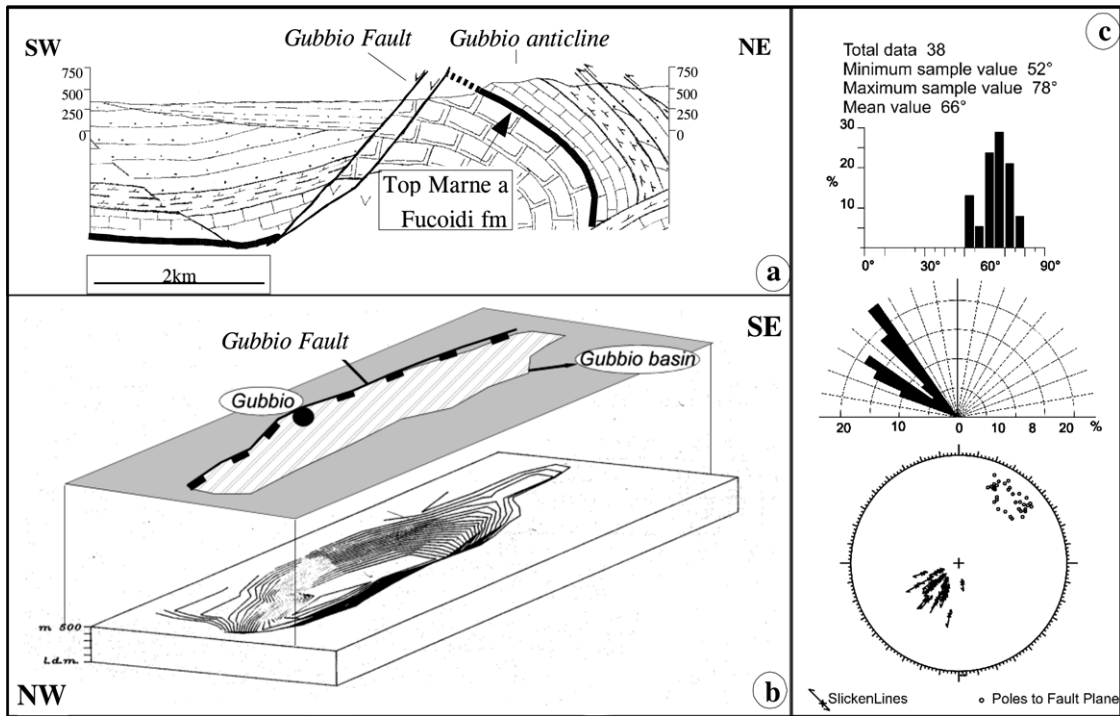 SW
Gubbio Fault
Gubbio anticline
NE
750
500
250
0
750
500
250
0
Top Marne a
Fucoidi fm
2km
a
SE
Gubbio Fault
Gubbio basin
Gubbio
m 500
l.d.m.
NW
b
c
Total data 38
Minimum sample value 52°
Maximum sample value 78°
Mean value 66°
30
20
%
10
0°
30°
60°
90°
20
10
0
10
8
20
%
SlickenLines
Poles to Fault Plane